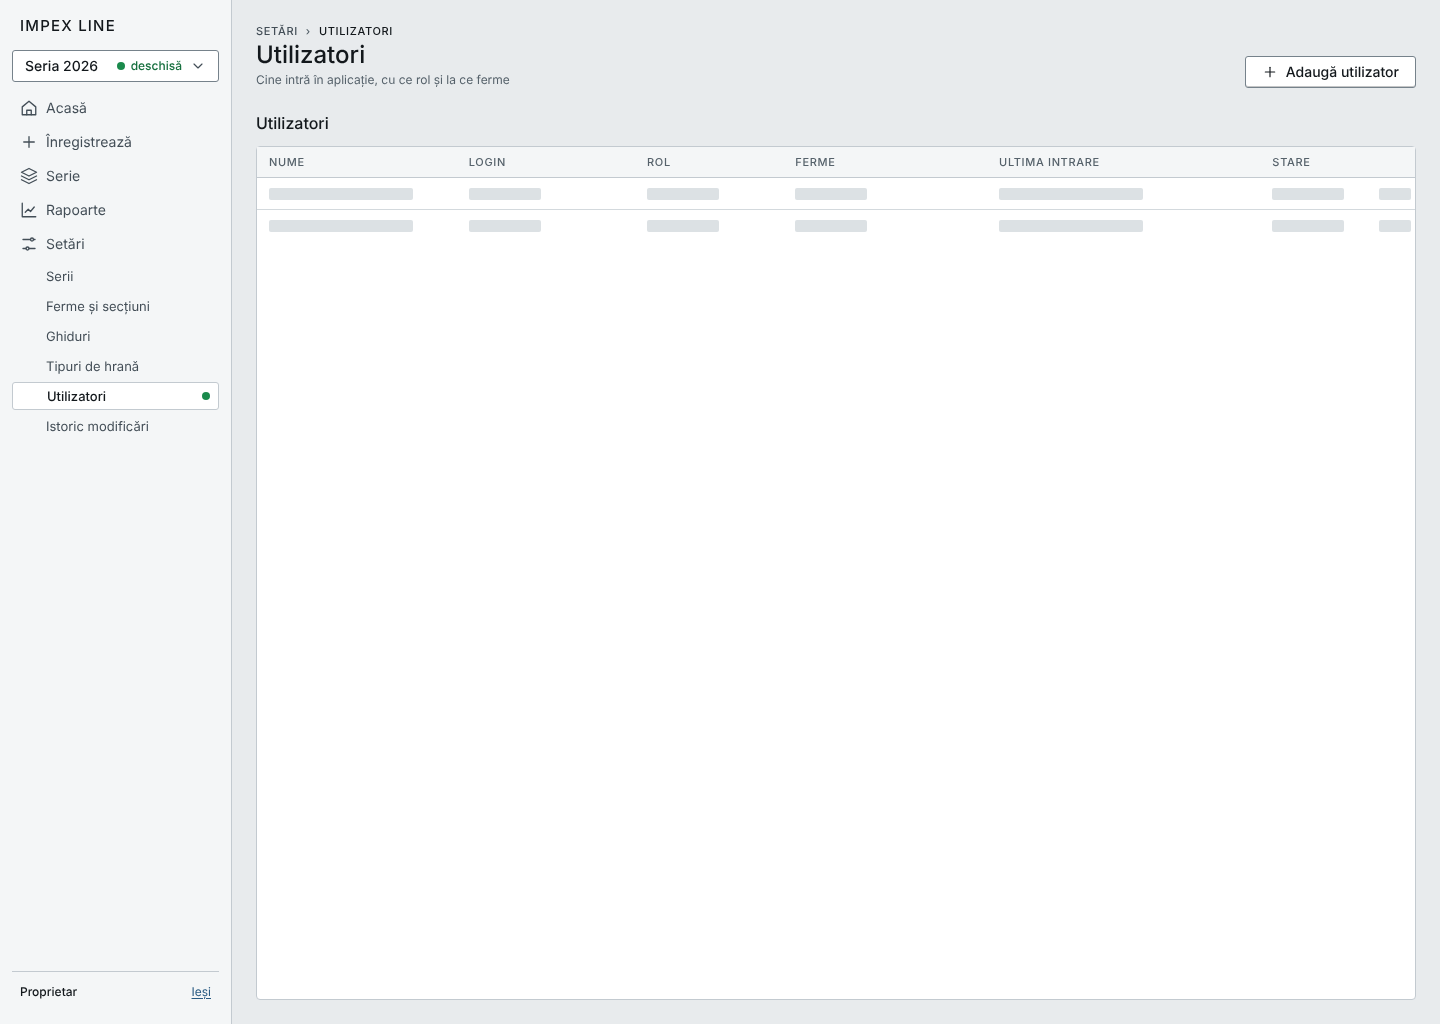 IMPEX LINE
Seria 2026 deschisă
Acasă
Înregistrează
Serie
Rapoarte
Setări
Serii
Ferme și secțiuni
Ghiduri
Tipuri de hrană
Utilizatori
Istoric modificări
Proprietar Ieși
SETĂRI › UTILIZATORI
Utilizatori
Cine intră în aplicație, cu ce rol și la ce ferme
Adaugă utilizator
Utilizatori
NUME LOGIN ROL FERME ULTIMA INTRARE STARE